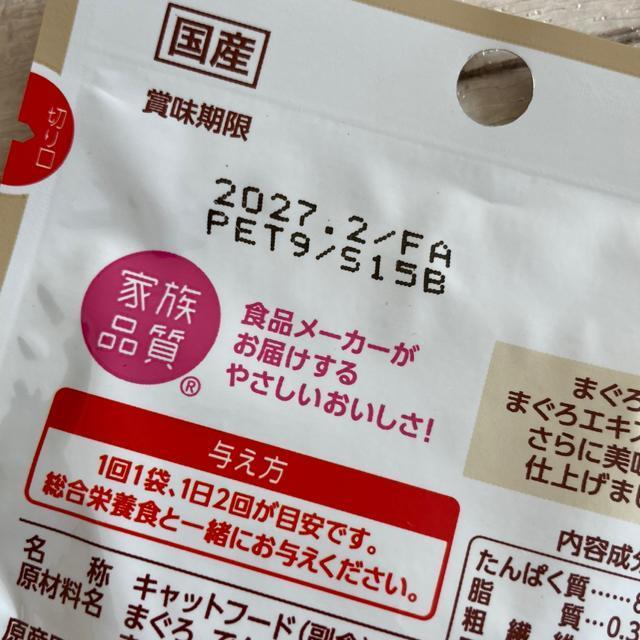 国産
切り口
賞味期限
2027.2/FA
PET9/S15B
家族
品質
®
食品メーカーが
お届けする
やさしいおいしさ!
まぐろ
まぐろエキ
さらに美味
仕上げま
与え方
1回1袋、1日2回が目安です。
総合栄養食と一緒にお与えください。
名 称 キャットフード(副食
原材料名 まぐろ
内容成分
たんぱく質……
脂 質……0.
粗 繊